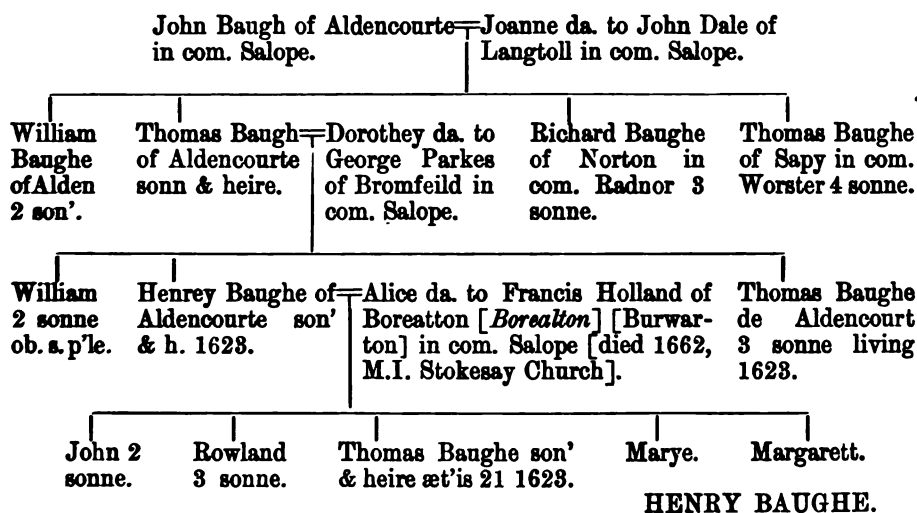 John Baugh of Aldencourte=Joanne da. to John Dale of
in com. Salope. Langtoll in com. Salope.
William Thomas Baugh=Dorothey da. to Richard Baughe Thomas Baughe
Baughe of Aldencourte George Parkes of Norton in of Sapy in com.
of Alden sonn & heire. of Bromfeild in com. Radnor 3 Worster 4 sonne.
2 son'. com. Salope. sonne.
William Henrey Baughe of=Alice da. to Francis Holland of Thomas Baughe
2 sonne Aldencourte son' Boreatton [Borealton] [Burwar- de Aldencourt
ob. s. p'le. & h. 1623. ton] in com. Salope [died 1662, 3 sonne living
M.I. Stokesay Church]. 1623.
John 2 Rowland Thomas Baughe son' Marye. Margarett.
sonne. 3 sonne. & heire æt'is 21 1623.
HENRY BAUGHE.